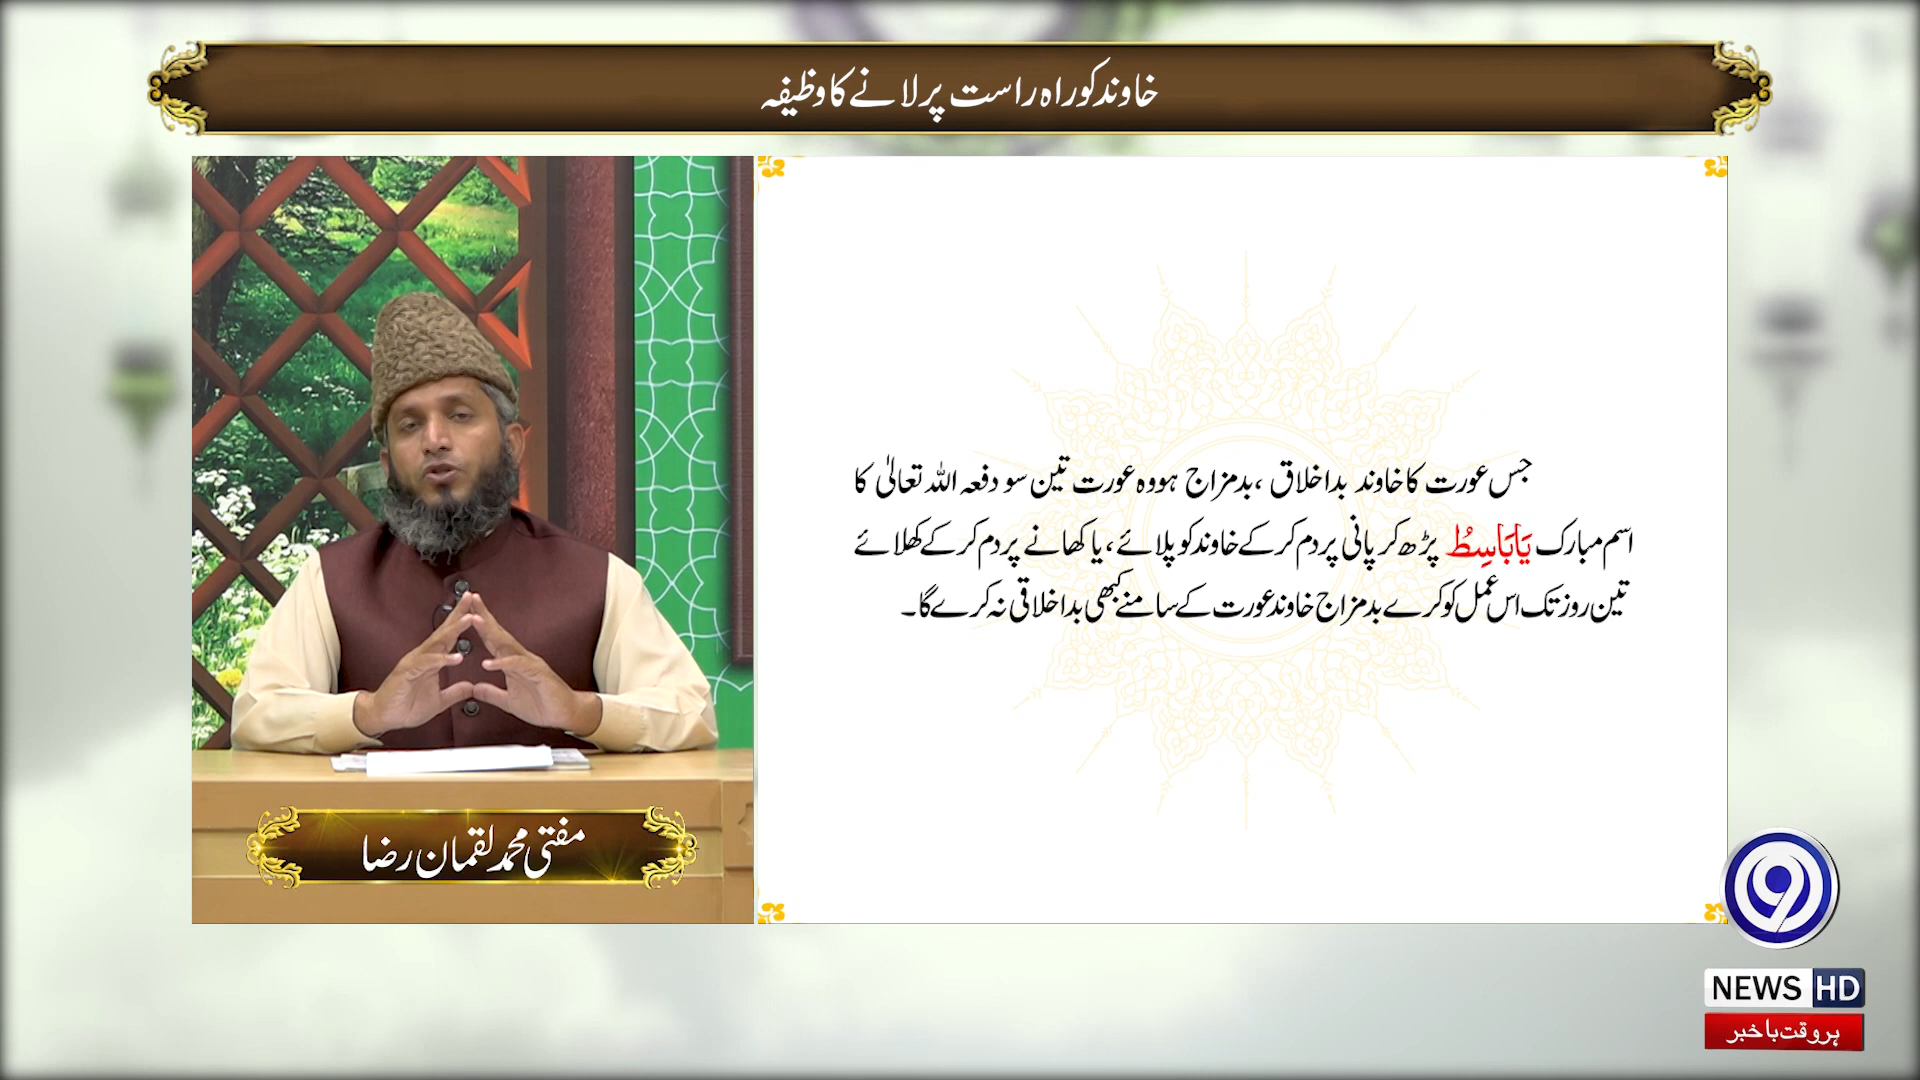 خاوند کو راہ راست پر لانے کا وظیفہ
جس عورت کا خاوند بداخلاق ، بدمزاج ہو وہ عورت تین سو دفعہ اللہ تعالیٰ کا
اسم مبارک یَابَاسِطُ پڑھ کر پانی پر دم کر کے خاوند کو پلائے ، یا کھانے پر دم کر کے کھلائے
تین روز تک اس عمل کو کرے بدمزاج خاوند عورت کے سامنے کبھی بداخلاقی نہ کرے گا۔
مفتی محمد لقمان رضا
9
NEWS HD
ہر وقت باخبر